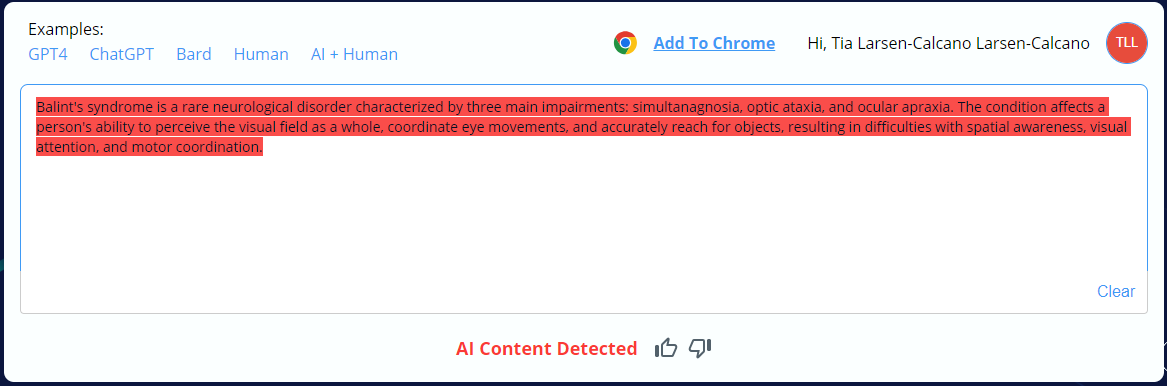 Examples:
GPT4 ChatGPT Bard Human AI + Human
Add To Chrome
Hi, Tia Larsen-Calcano Larsen-Calcano
TLL
Balint's syndrome is a rare neurological disorder characterized by three main impairments: simultanagnosia, optic ataxia, and ocular apraxia. The condition affects a
person's ability to perceive the visual field as a whole, coordinate eye movements, and accurately reach for objects, resulting in difficulties with spatial awareness, visual
attention, and motor coordination.
Clear
AI Content Detected